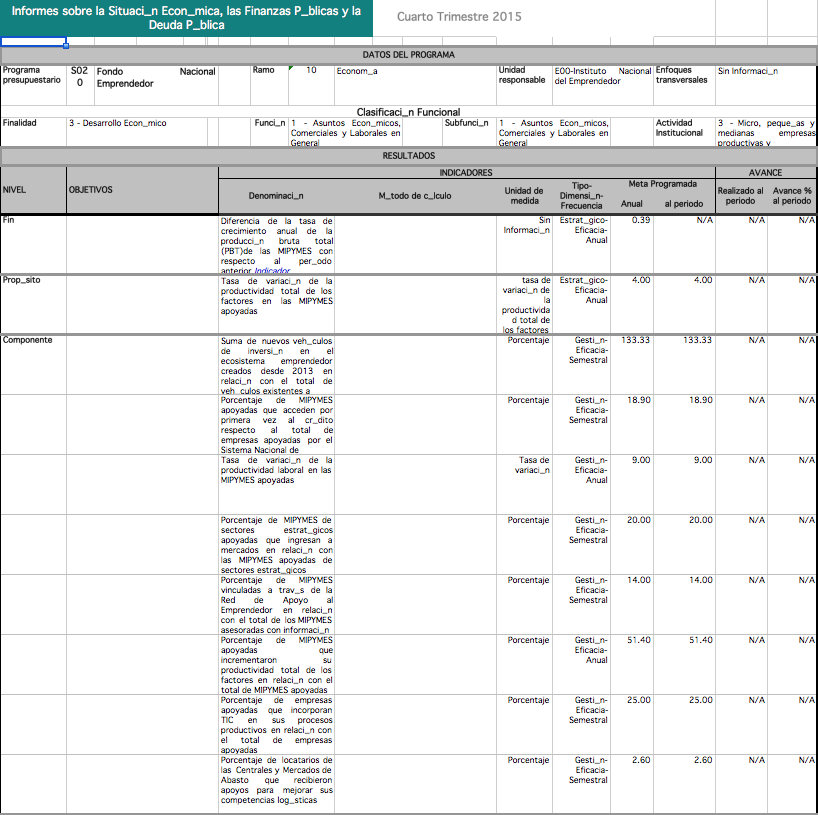 Informes sobre la Situaci_n Econ_mica, las Finanzas P_blicas y la
Deuda P_blica
Cuarto Trimestre 2015
DATOS DEL PROGRAMA
Programa
presupuestario
S02
0
Fondo Nacional
Emprendedor
Ramo
10
Econom_a
Unidad
responsable
E00-Instituto Nacional
del Emprendedor
Enfoques
transversales
Sin Informaci_n
Clasificaci_n Funcional
Finalidad
3 - Desarrollo Econ_mico
Funci_n
1 - Asuntos Econ_micos,
Comerciales y Laborales en
General
Subfunci_n
1 - Asuntos Econ_micos,
Comerciales y Laborales en
General
Actividad
Institucional
3 - Micro, peque_as y
medianas empresas
productivas y
RESULTADOS
NIVEL
OBJETIVOS
INDICADORES
AVANCE
Denominaci_n
M_todo de c_lculo
Unidad de
medida
Tipo-
Dimensi_n-
Frecuencia
Meta Programada
Anual
al periodo
Realizado al
periodo
Avance %
al periodo
Fin
Diferencia de la tasa de
crecimiento anual de la
producci_n bruta total
(PBT)de las MIPYMES con
respecto al per_odo
anterior Indicador
Sin
Informaci_n
Estrat_gico-
Eficacia-
Anual
0.39
N/A
N/A
N/A
Prop_sito
Tasa de variaci_n de la
productividad total de los
factores en las MIPYMES
apoyadas
tasa de
variaci_n de
la
productivida
d total de
los factores
Estrat_gico-
Eficacia-
Anual
4.00
4.00
N/A
N/A
Componente
Suma de nuevos veh_culos
de inversi_n en el
ecosistema emprendedor
creados desde 2013 en
relaci_n con el total de
veh_culos existentes a
Porcentaje
Gesti_n-
Eficacia-
Semestral
133.33
133.33
N/A
N/A
Porcentaje de MIPYMES
apoyadas que acceden por
primera vez al cr_dito
respecto al total de
empresas apoyadas por el
Sistema Nacional de
Porcentaje
Gesti_n-
Eficacia-
Semestral
18.90
18.90
N/A
N/A
Tasa de variaci_n de la
productividad laboral en las
MIPYMES apoyadas
Tasa de
variaci_n
Gesti_n-
Eficacia-
Anual
9.00
9.00
N/A
N/A
Porcentaje de MIPYMES de
sectores estrat_gicos
apoyadas que ingresan a
mercados en relaci_n con
las MIPYMES apoyadas de
sectores estrat_gicos
Porcentaje
Gesti_n-
Eficacia-
Semestral
20.00
20.00
N/A
N/A
Porcentaje de MIPYMES
vinculadas a trav_s de la
Red de Apoyo al
Emprendedor en relaci_n
con el total de los MIPYMES
asesoradas con informaci_n
Porcentaje
Gesti_n-
Eficacia-
Semestral
14.00
14.00
N/A
N/A
Porcentaje de MIPYMES
apoyadas que
incrementaron su
productividad total de los
factores en relaci_n con el
total de MIPYMES apoyadas
Porcentaje
Gesti_n-
Eficacia-
Anual
51.40
51.40
N/A
N/A
Porcentaje de empresas
apoyadas que incorporan
TIC en sus procesos
productivos en relaci_n con
el total de empresas
apoyadas
Porcentaje
Gesti_n-
Eficacia-
Semestral
25.00
25.00
N/A
N/A
Porcentaje de locatarios de
las Centrales y Mercados de
Abasto que recibieron
apoyos para mejorar sus
competencias log_sticas
Porcentaje
Gesti_n-
Eficacia-
Semestral
2.60
2.60
N/A
N/A